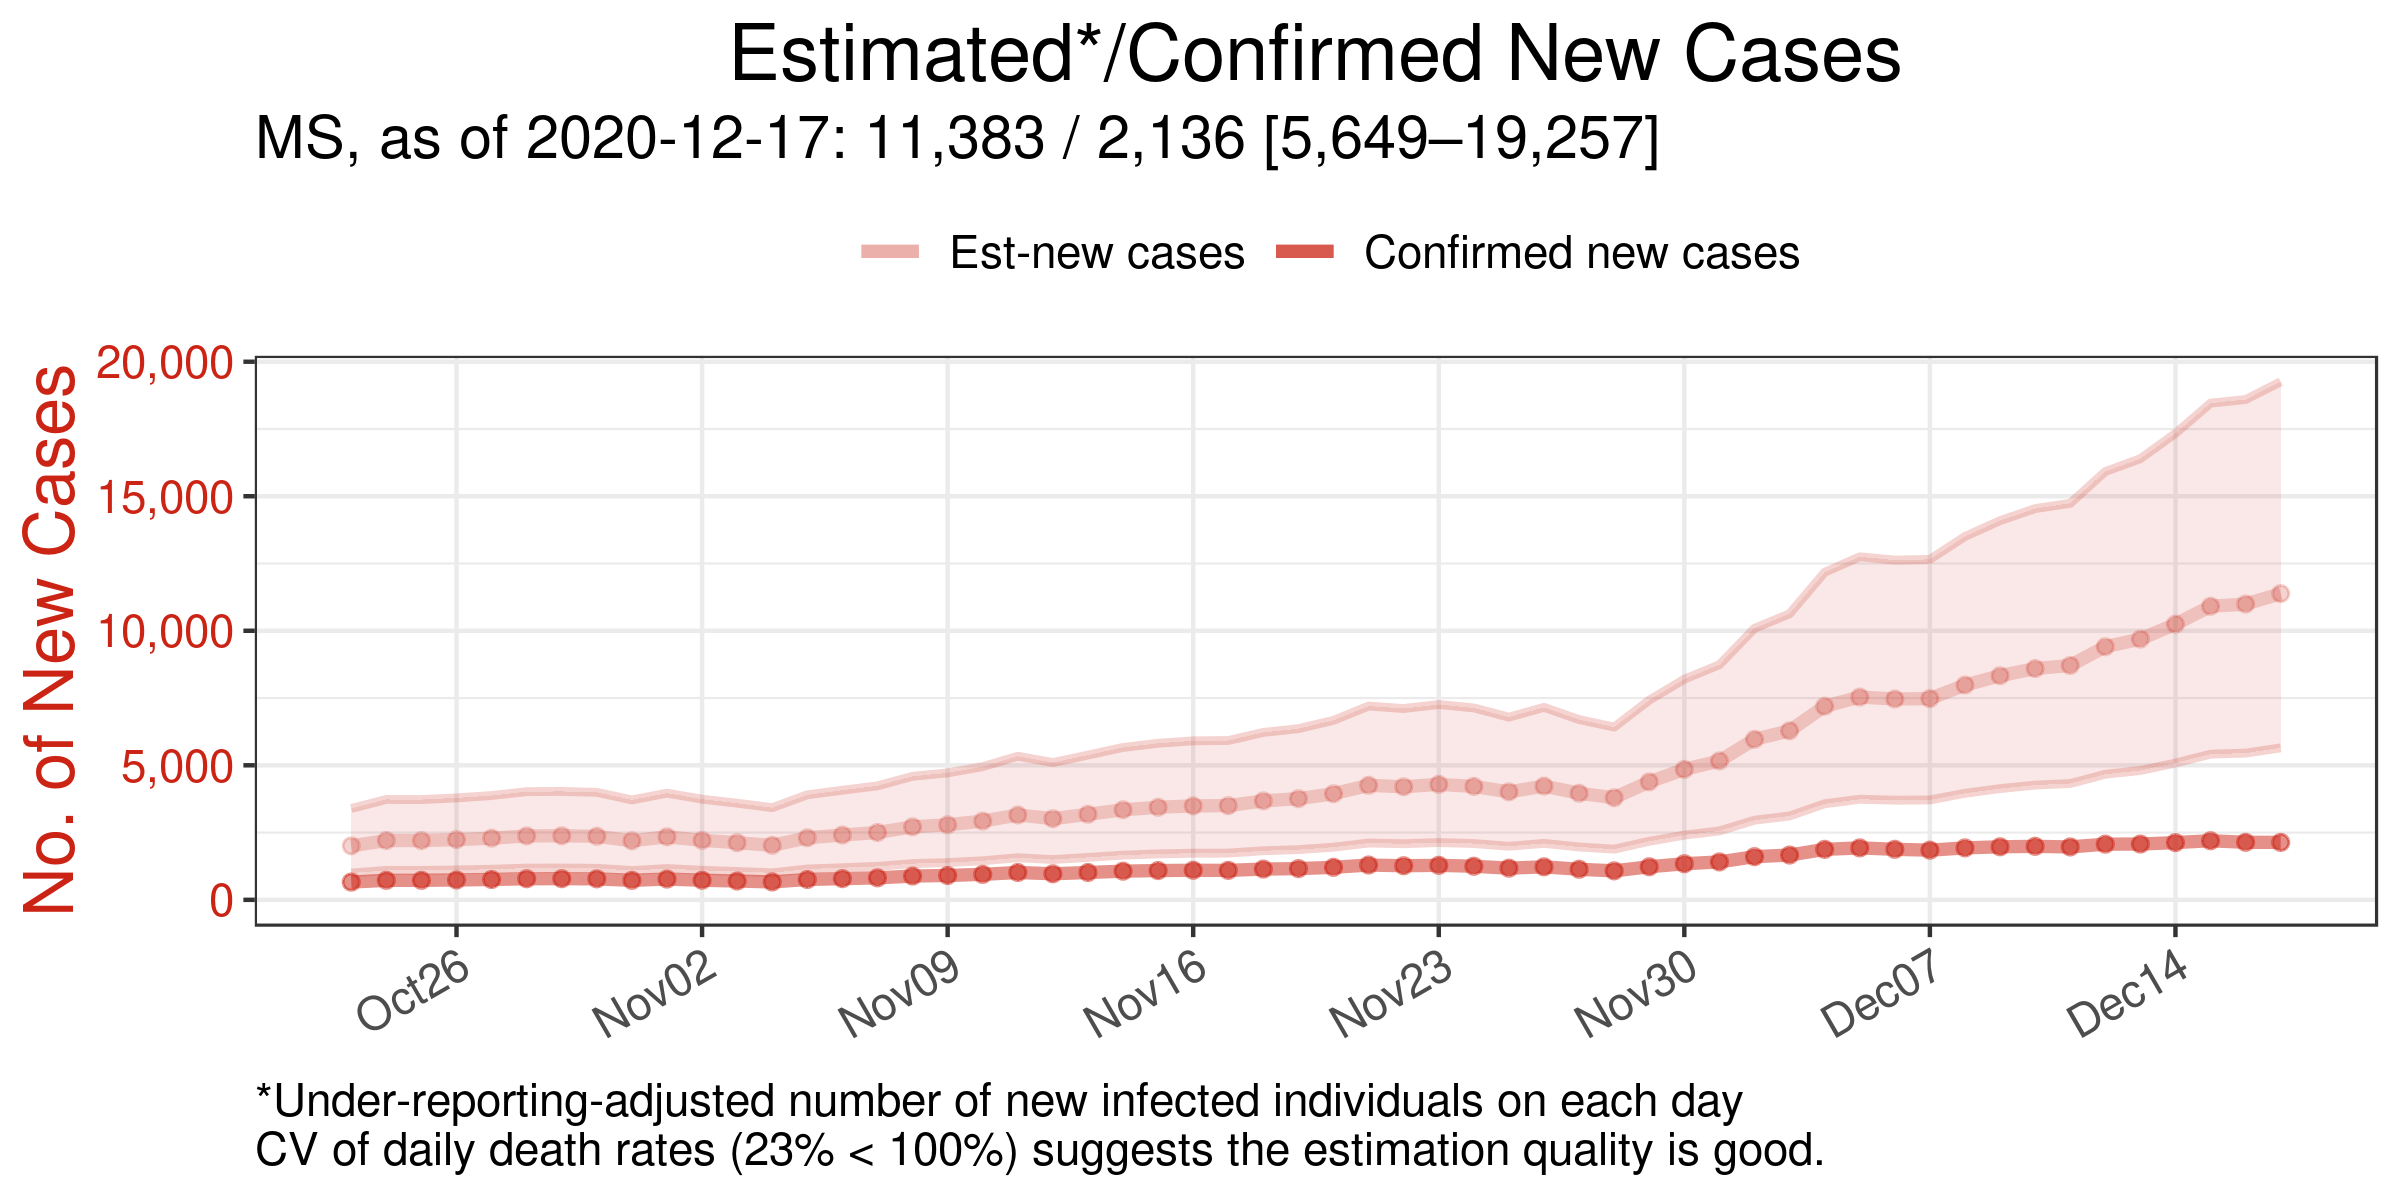 Estimated*/Confirmed New Cases
MS, as of 2020-12-17: 11,383 / 2,136 [5,649–19,257]
Est-new cases
Confirmed new cases
No. of New Cases
20,000
15,000
10,000
5,000
0
Oct26
Nov02
Nov09
Nov16
Nov23
Nov30
Dec07
Dec14
*Under-reporting-adjusted number of new infected individuals on each day
CV of daily death rates (23% < 100%) suggests the estimation quality is good.